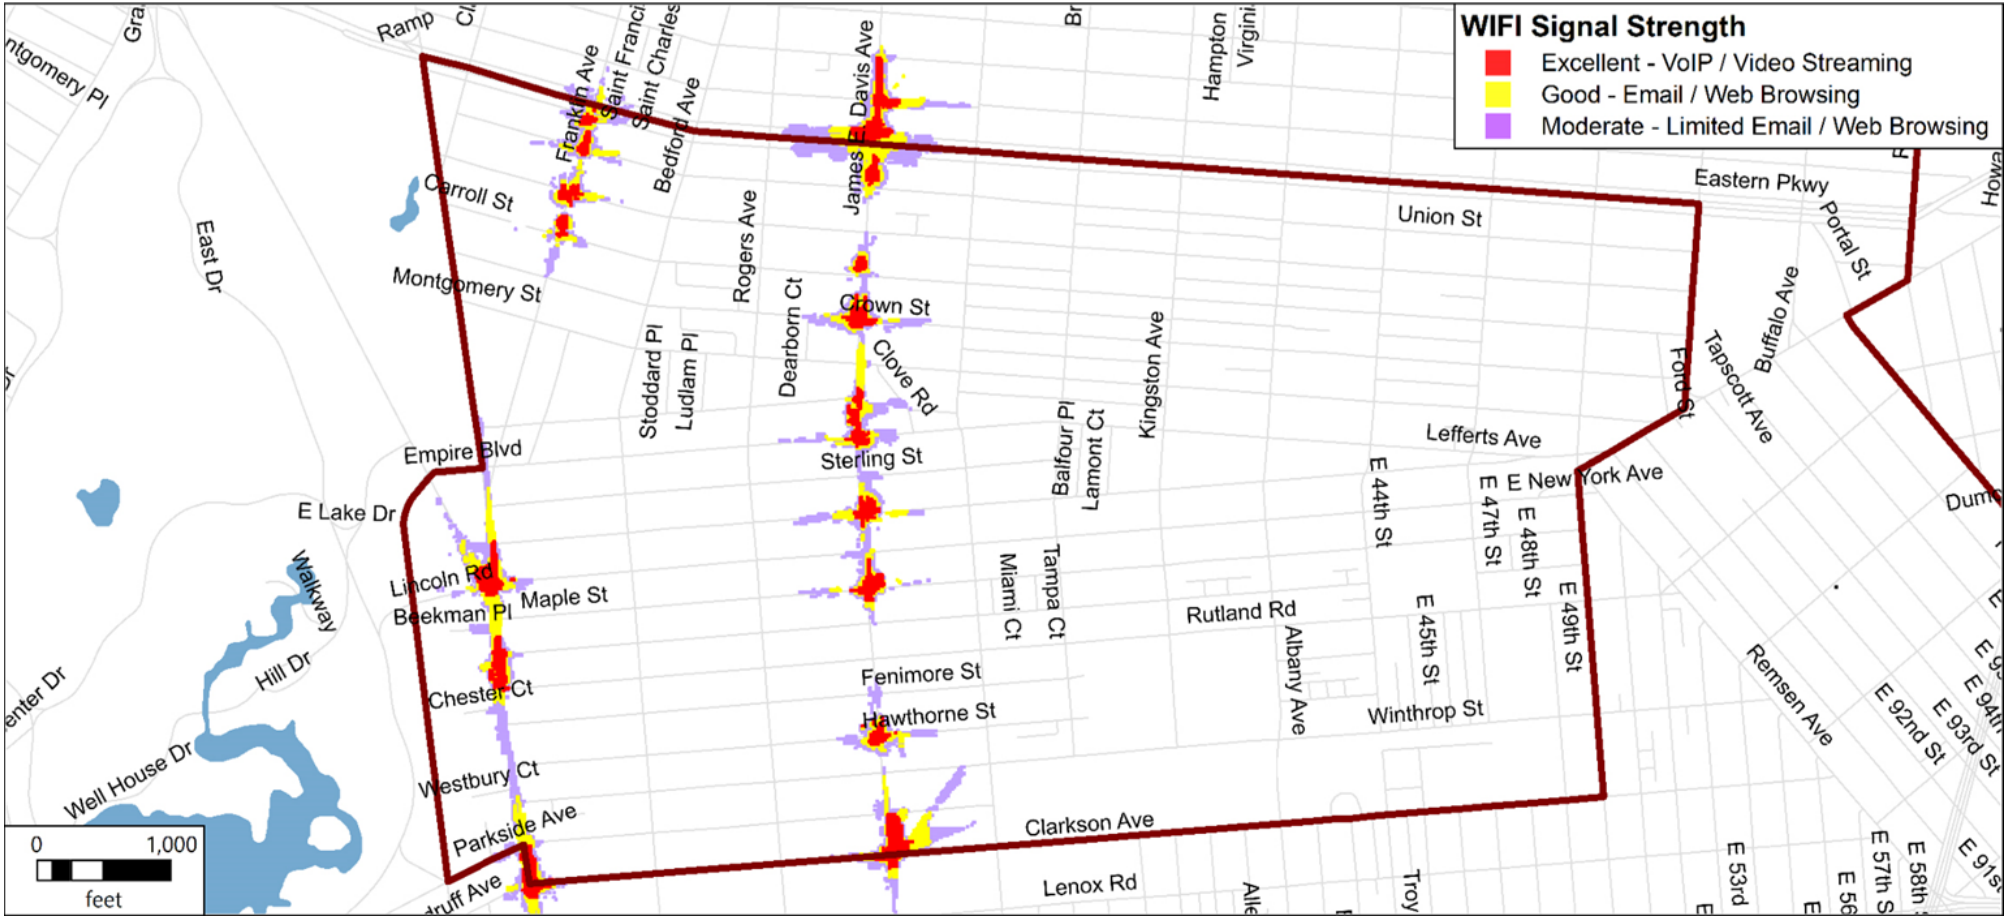 WIFI Signal Strength
Excellent - VoIP / Video Streaming
Good - Email / Web Browsing
Moderate - Limited Email / Web Browsing
Ramp
Saint Charles
Franklin Ave
Bedford Ave
James E. Davis Ave
Hampton
Eastern Pkwy
Union St
Portal St
Carroll St
East Dr
Montgomery St
Rogers Ave
Dearborn Ct
Crown St
Clove Rd
Stoddard Pl
Ludlam Pl
Kingston Ave
Balfour Pl
Lamont Ct
Buffalo Ave
Tapscott Ave
Ford St
Lefferts Ave
E New York Ave
Empire Blvd
Sterling St
E Lake Dr
E 44th St
E 47th St
E 48th St
E 49th St
E 45th St
Walkway
Lincoln Rd
Maple St
Beekman Pl
Miami Ct
Tampa Ct
Rutland Rd
Albany Ave
Hill Dr
Chester Ct
Fenimore St
Hawthorne St
Winthrop St
Remsen Ave
E 92nd St
E 93rd St
E 94th
Well House Dr
Westbury Ct
Parkside Ave
Clarkson Ave
Lenox Rd
Troy
E 53rd
E 57th S
E 58th
E 91st
E 56
0 1,000
feet